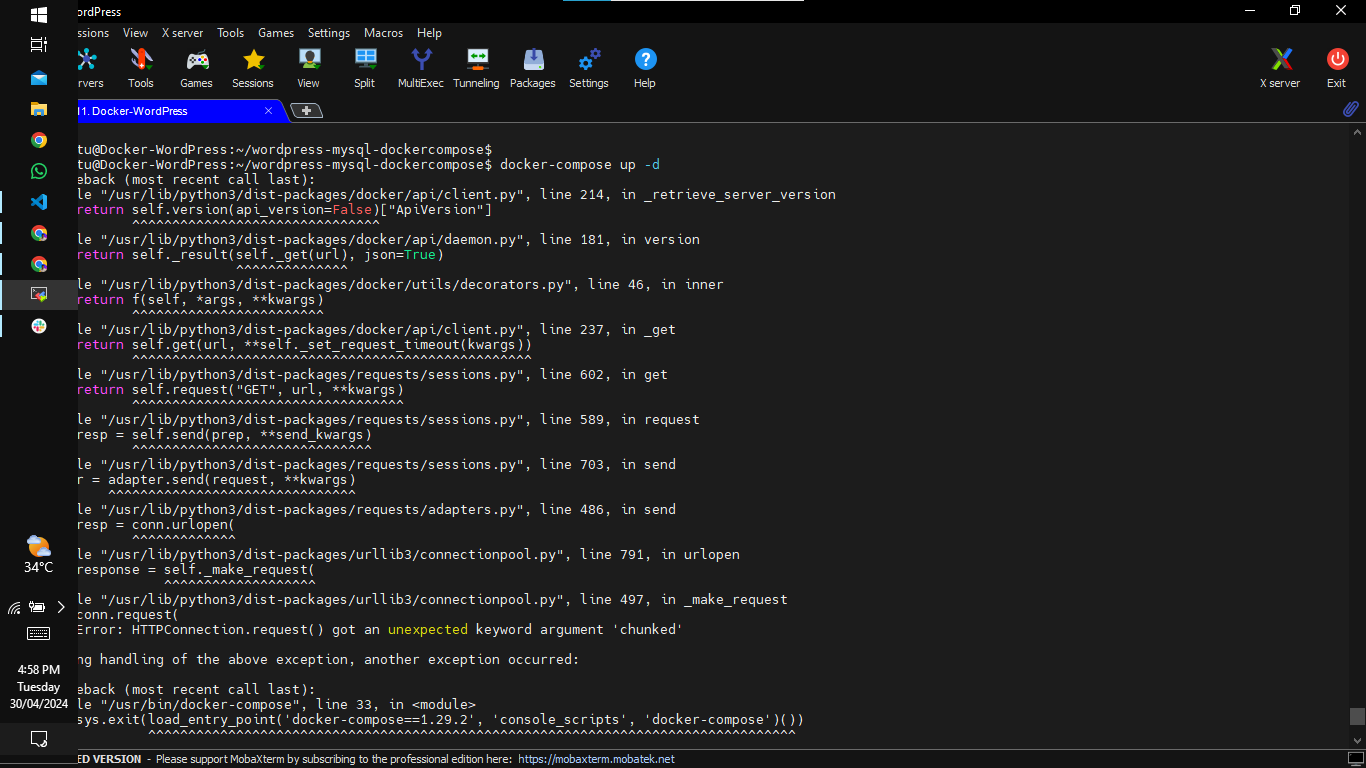 ordPress
ssions View X server Tools Games Settings Macros Help
rvers Tools Games Sessions View Split MultiExec Tunneling Packages Settings Help X server Exit
11. Docker-WordPress
tu@Docker-WordPress:~/wordpress-mysql-dockercompose$
tu@Docker-WordPress:~/wordpress-mysql-dockercompose$ docker-compose up -d
eback (most recent call last):
le "/usr/lib/python3/dist-packages/docker/api/client.py", line 214, in _retrieve_server_version
return self.version(api_version=False)["ApiVersion"]
^^^^^^^^^^^^^^^^^^^^^^^^^^^^^^^
le "/usr/lib/python3/dist-packages/docker/api/daemon.py", line 181, in version
return self._result(self._get(url), json=True)
^^^^^^^^^^^^^^
le "/usr/lib/python3/dist-packages/docker/utils/decorators.py", line 46, in inner
return f(self, *args, **kwargs)
^^^^^^^^^^^^^^^^^^^^^^^^
le "/usr/lib/python3/dist-packages/docker/api/client.py", line 237, in _get
return self.get(url, **self._set_request_timeout(kwargs))
^^^^^^^^^^^^^^^^^^^^^^^^^^^^^^^^^^^^^^^^^^^^^^^^^^
le "/usr/lib/python3/dist-packages/requests/sessions.py", line 602, in get
return self.request("GET", url, **kwargs)
^^^^^^^^^^^^^^^^^^^^^^^^^^^^^^^^^^
le "/usr/lib/python3/dist-packages/requests/sessions.py", line 589, in request
resp = self.send(prep, **send_kwargs)
^^^^^^^^^^^^^^^^^^^^^^^^^^^^^^
le "/usr/lib/python3/dist-packages/requests/sessions.py", line 703, in send
r = adapter.send(request, **kwargs)
^^^^^^^^^^^^^^^^^^^^^^^^^^^^^^^
le "/usr/lib/python3/dist-packages/requests/adapters.py", line 486, in send
resp = conn.urlopen(
^^^^^^^^^^^^^
le "/usr/lib/python3/dist-packages/urllib3/connectionpool.py", line 791, in urlopen
response = self._make_request(
^^^^^^^^^^^^^^^^^^^
le "/usr/lib/python3/dist-packages/urllib3/connectionpool.py", line 497, in _make_request
conn.request(
Error: HTTPConnection.request() got an unexpected keyword argument 'chunked'
ng handling of the above exception, another exception occurred:
eback (most recent call last):
le "/usr/bin/docker-compose", line 33, in <module>
sys.exit(load_entry_point('docker-compose==1.29.2', 'console_scripts', 'docker-compose')())
^^^^^^^^^^^^^^^^^^^^^^^^^^^^^^^^^^^^^^^^^^^^^^^^^^^^^^^^^^^^^^^^^^^^^^^^^^^^^^^^^
ED VERSION - Please support MobaXterm by subscribing to the professional edition here: https://mobaxterm.mobatek.net
34°C
4:58 PM
Tuesday
30/04/2024